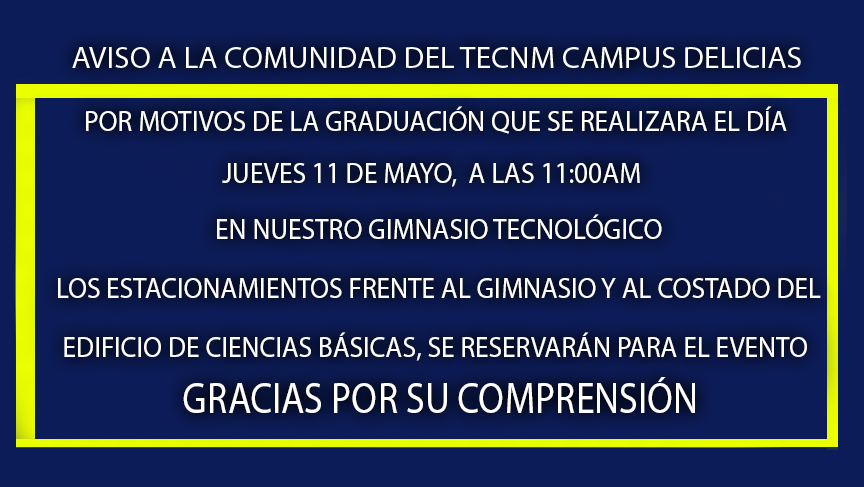 AVISO A LA COMUNIDAD DEL TECNM CAMPUS DELICIAS
POR MOTIVOS DE LA GRADUACIÓN QUE SE REALIZARA EL DÍA
JUEVES 11 DE MAYO, A LAS 11:00AM
EN NUESTRO GIMNASIO TECNOLÓGICO
LOS ESTACIONAMIENTOS FRENTE AL GIMNASIO Y AL COSTADO DEL
EDIFICIO DE CIENCIAS BÁSICAS, SE RESERVARÁN PARA EL EVENTO
GRACIAS POR SU COMPRENSIÓN